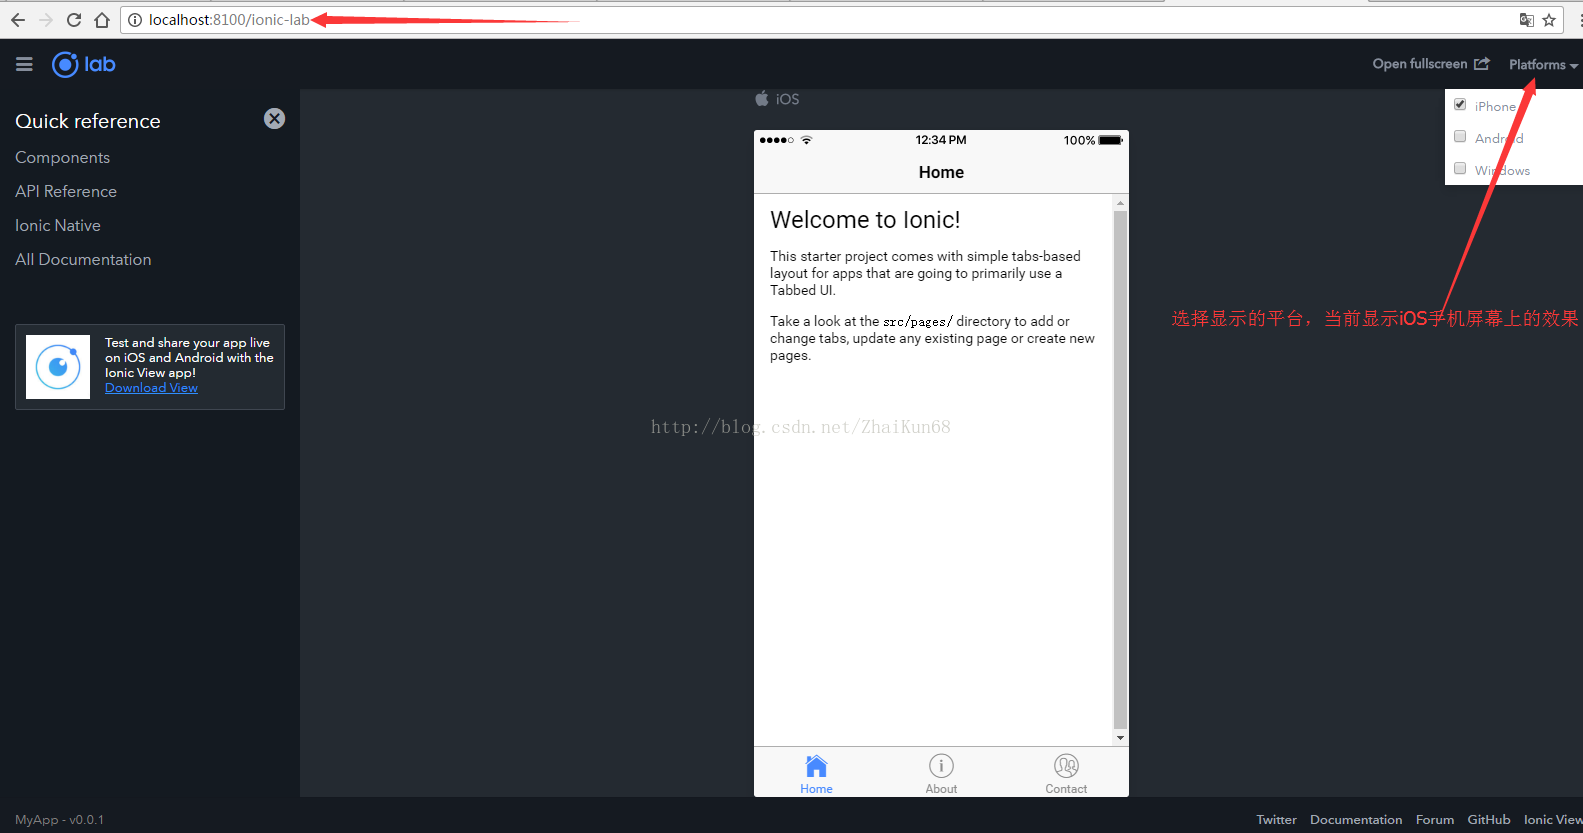 localhost:8100/ionic-lab
lab
Open fullscreen
Platforms
iPhone
Android
Windows
Quick reference
Components
API Reference
Ionic Native
All Documentation
Test and share your app live
on iOS and Android with the
Ionic View app!
Download View
iOS
12:34 PM
100%
Home
Welcome to Ionic!
This starter project comes with simple tabs-based
layout for apps that are going to primarily use a
Tabbed UI.
Take a look at the src/pages/ directory to add or
change tabs, update any existing page or create new
pages.
选择显示的平台，当前显示iOS手机屏幕上的效果
http://blog.csdn.net/ZhaiKun68
Home
About
Contact
MyApp - v0.0.1
Twitter
Documentation
Forum
GitHub
Ionic View